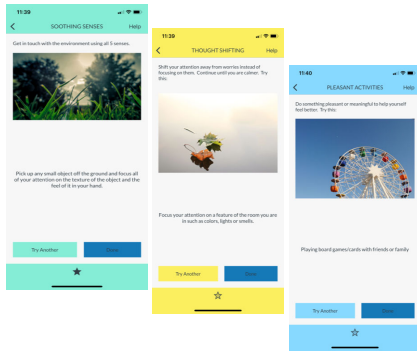 11:39
SOOTHING SENSES
Help
Get in touch with the environment using all 5 senses.
Pick up any small object off the ground and focus all
of your attention on the texture of the object and the
feel of it in your hand.
Try Another
Done
11:39
THOUGHT SHIFTING
Help
Shift your attention away from worries instead of
focusing on them. Continue until you are calmer. Try
this:
Focus your attention on a feature of the room you are
in such as colors, lights or smells.
Try Another
Done
11:40
PLEASANT ACTIVITIES
Help
Do something pleasant or meaningful to help yourself
feel better. Try this:
Playing board games/cards with friends or family
Try Another
Done